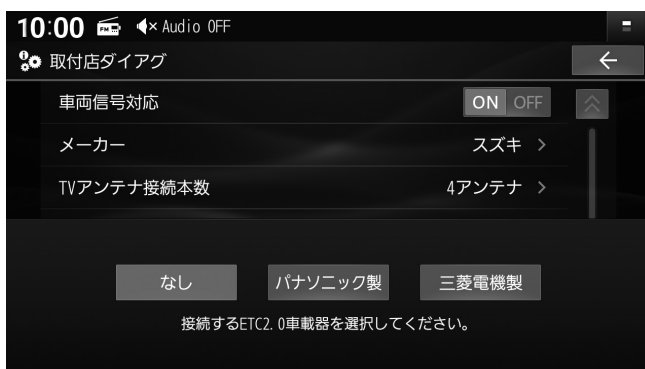 10:00 FM Audio OFF
取付店ダイアグ
車両信号対応 ON OFF
メーカー スズキ
TVアンテナ接続本数 4アンテナ
なし パナソニック製 三菱電機製
接続するETC2.0車載器を選択してください。